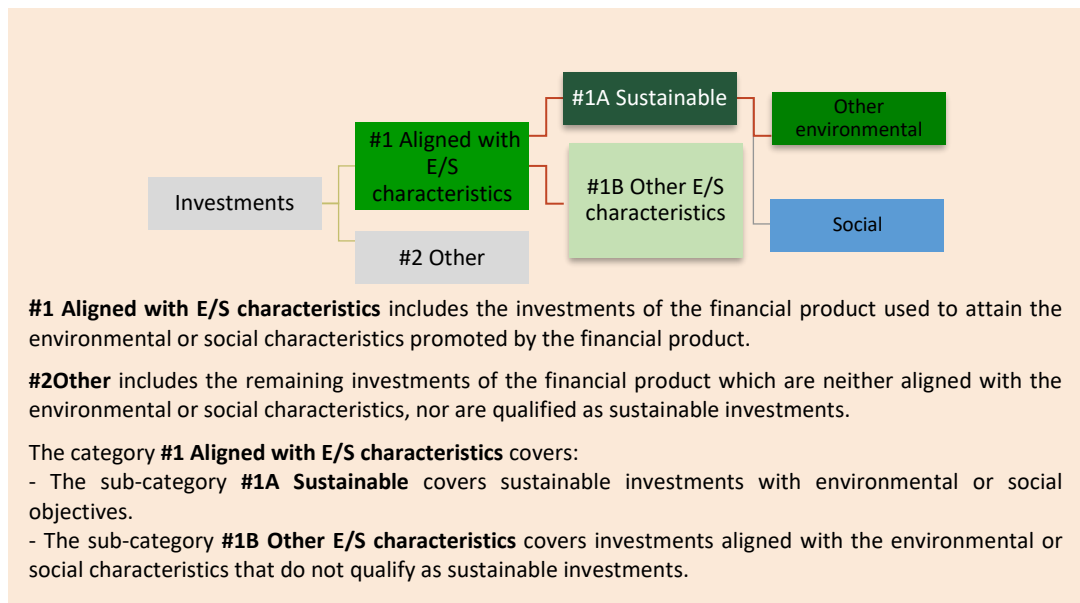 #1A Sustainable
Other
environmental
#1 Aligned with
E/S
characteristics
#1B Other E/S
characteristics
Investments
Social
#2 Other
#1 Aligned with E/S characteristics includes the investments of the financial product used to attain the
environmental or social characteristics promoted by the financial product.
#2Other includes the remaining investments of the financial product which are neither aligned with the
environmental or social characteristics, nor are qualified as sustainable investments.
The category #1 Aligned with E/S characteristics covers:
- The sub-category #1A Sustainable covers sustainable investments with environmental or social
objectives.
- The sub-category #1B Other E/S characteristics covers investments aligned with the environmental or
social characteristics that do not qualify as sustainable investments.